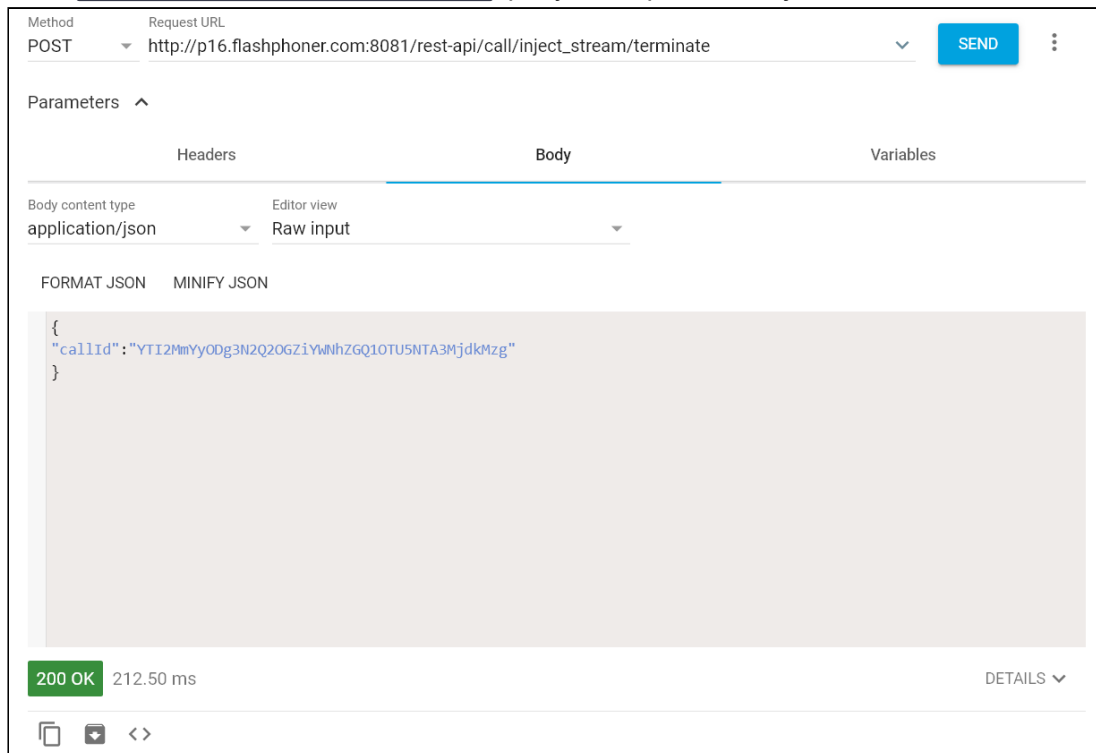 Method Request URL
POST http://p16.flashphoner.com:8081/rest-api/call/inject_stream/terminate SEND
Parameters
Headers Body Variables
Body content type Editor view
application/json Raw input
FORMAT JSON MINIFY JSON
{
"callId":"YTI2MmYyODg3N2Q2OGZiYWNhZGQ1OTU5NTA3MjdkMzg"
}
200 OK 212.50 ms DETAILS